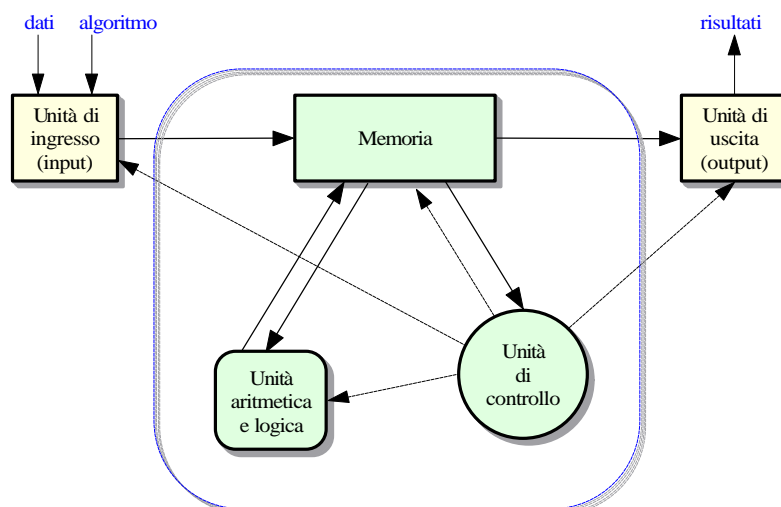 dati
algoritmo
risultati
Unità di
ingresso
(input)
Memoria
Unità di
uscita
(output)
Unità
aritmetica
e logica
Unità
di
controllo